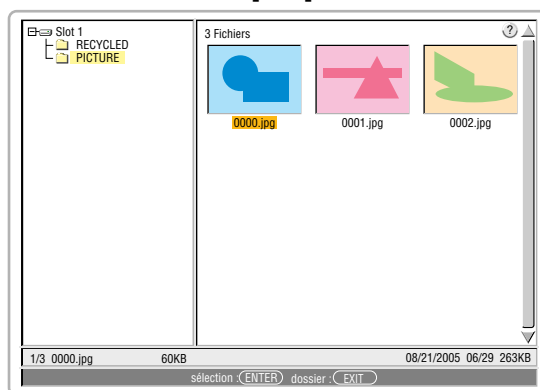 Slot 1
RECYCLED
PICTURE
3 Fichiers
?
0000.jpg 0001.jpg 0002.jpg
1/3 0000.jpg 60KB 08/21/2005 06/29 263KB
sélection :ENTER dossier :EXIT